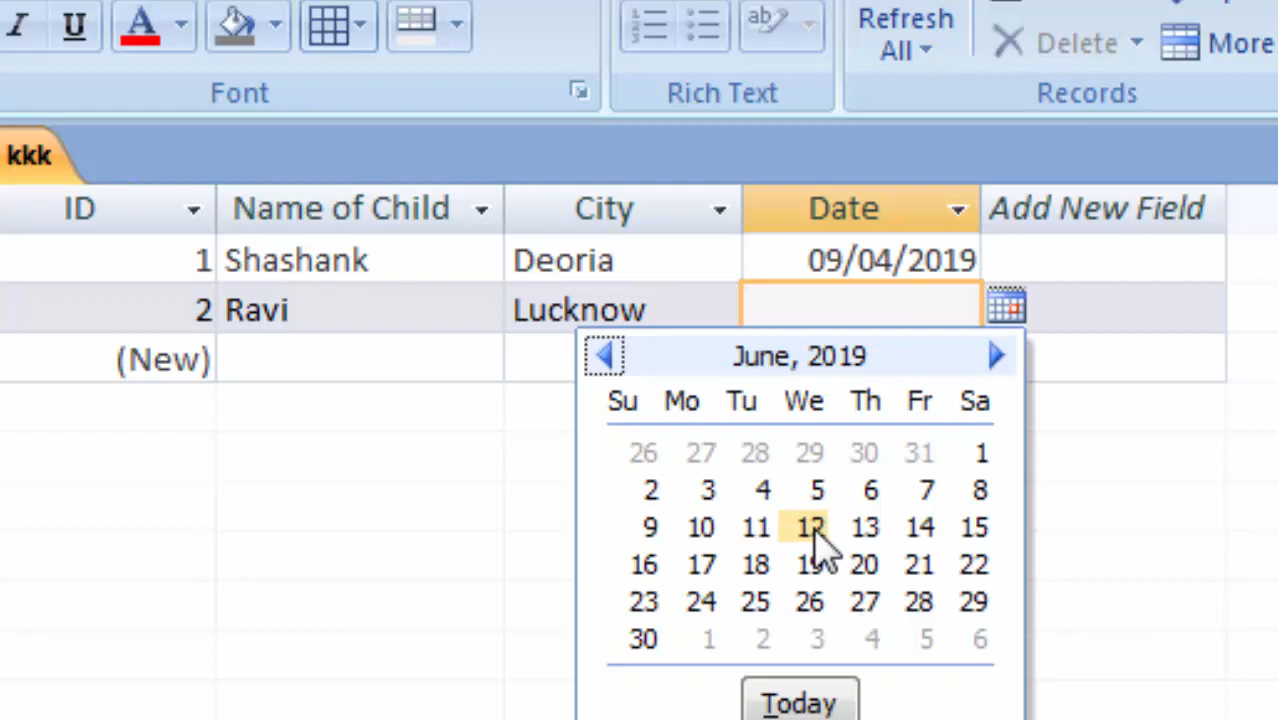 I U A ab Refresh
All Delete More
Font Rich Text Records
kkk
ID Name of Child City Date Add New Field
1 Shashank Deoria 09/04/2019
2 Ravi Lucknow
(New)
June, 2019
Su Mo Tu We Th Fr Sa
26 27 28 29 30 31 1
2 3 4 5 6 7 8
9 10 11 12 13 14 15
16 17 18 19 20 21 22
23 24 25 26 27 28 29
30 1 2 3 4 5 6
Today